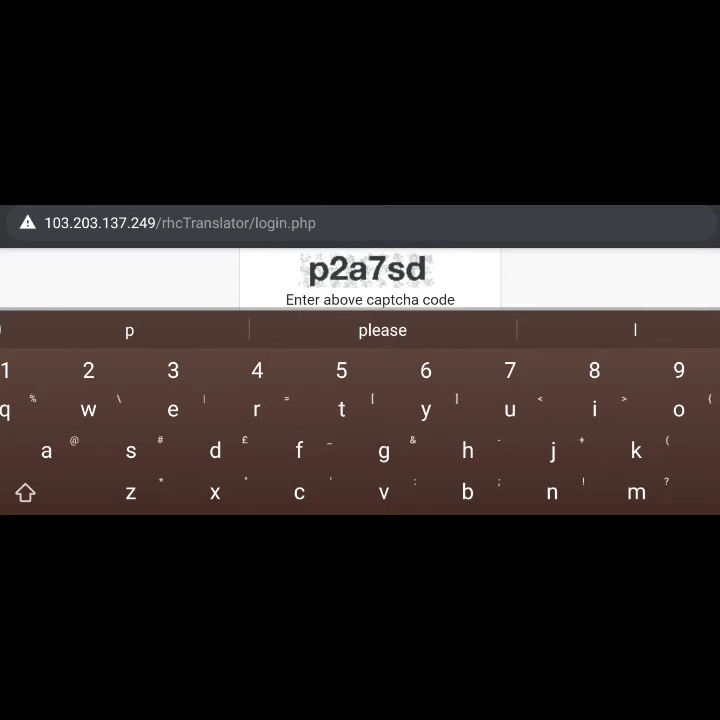 103.203.137.249/rhcTranslator/login.php
p2a7sd
Enter above captcha code
p please l
1 2 3 4 5 6 7 8 9
q % w \ e | r = t [ y ] u < i > o {
a @ s # d £ f _ g & h - j + k (
z * x " c ' v : b ; n ! m ?